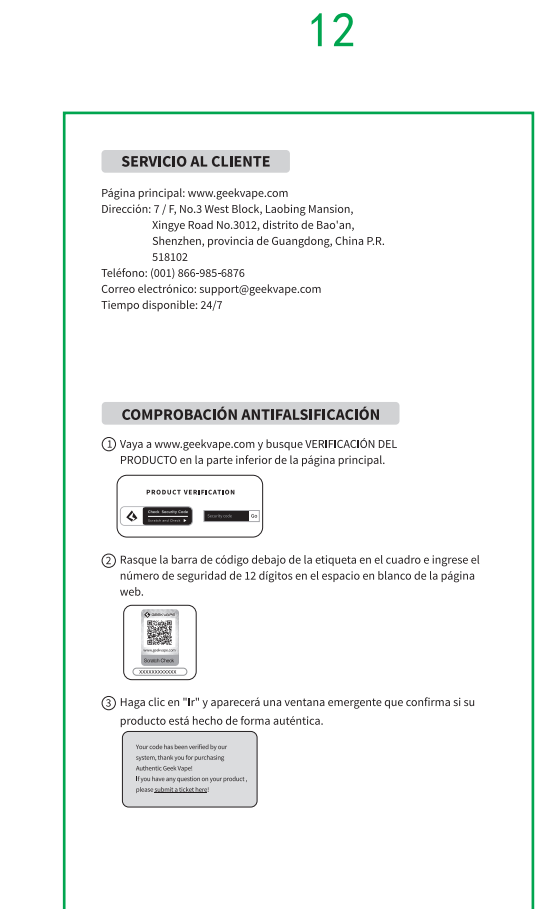 12
SERVICIO AL CLIENTE
Página principal: www.geekvape.com
Dirección: 7 / F, No.3 West Block, Laobing Mansion,
Xingye Road No.3012, distrito de Bao'an,
Shenzhen, provincia de Guangdong, China P.R.
518102
Teléfono: (001) 866-985-6876
Correo electrónico: support@geekvape.com
Tiempo disponible: 24/7
COMPROBACIÓN ANTIFALSIFICACIÓN
① Vaya a www.geekvape.com y busque VERIFICACIÓN DEL
PRODUCTO en la parte inferior de la página principal.
PRODUCT VERIFICATION
Check Security Code
Scratch and Check
Security code Go
② Rasque la barra de código debajo de la etiqueta en el cuadro e ingrese el
número de seguridad de 12 dígitos en el espacio en blanco de la página
web.
www.geekvape.com
Scratch Check
XXXXXXXXXXXX
③ Haga clic en "Ir" y aparecerá una ventana emergente que confirma si su
producto está hecho de forma auténtica.
Your code has been verified by our
system, thank you for purchasing
Authentic Geek Vape!
If you have any question on your product ,
please submit a ticket here!